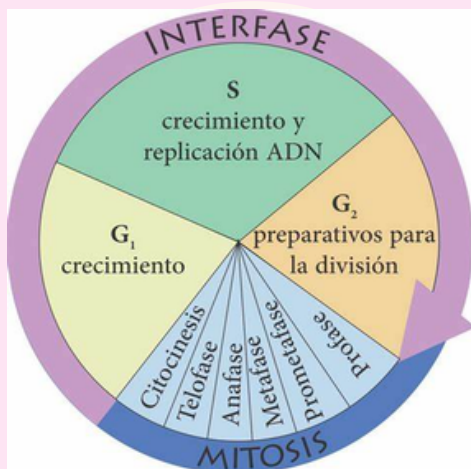 INTERFASE
S
crecimiento y
replicación ADN
G₁
crecimiento
G₂
preparativos para
la división
Citocinesis
Telofase
Anafase
Metafase
Prometafase
Profase
MITOSIS